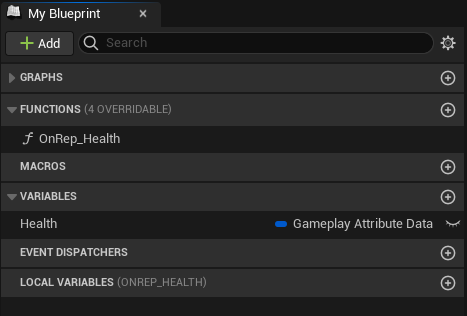 My Blueprint
Add
Search
GRAPHS
FUNCTIONS (4 OVERRIDABLE)
OnRep_Health
MACROS
VARIABLES
Health Gameplay Attribute Data
EVENT DISPATCHERS
LOCAL VARIABLES (ONREP_HEALTH)